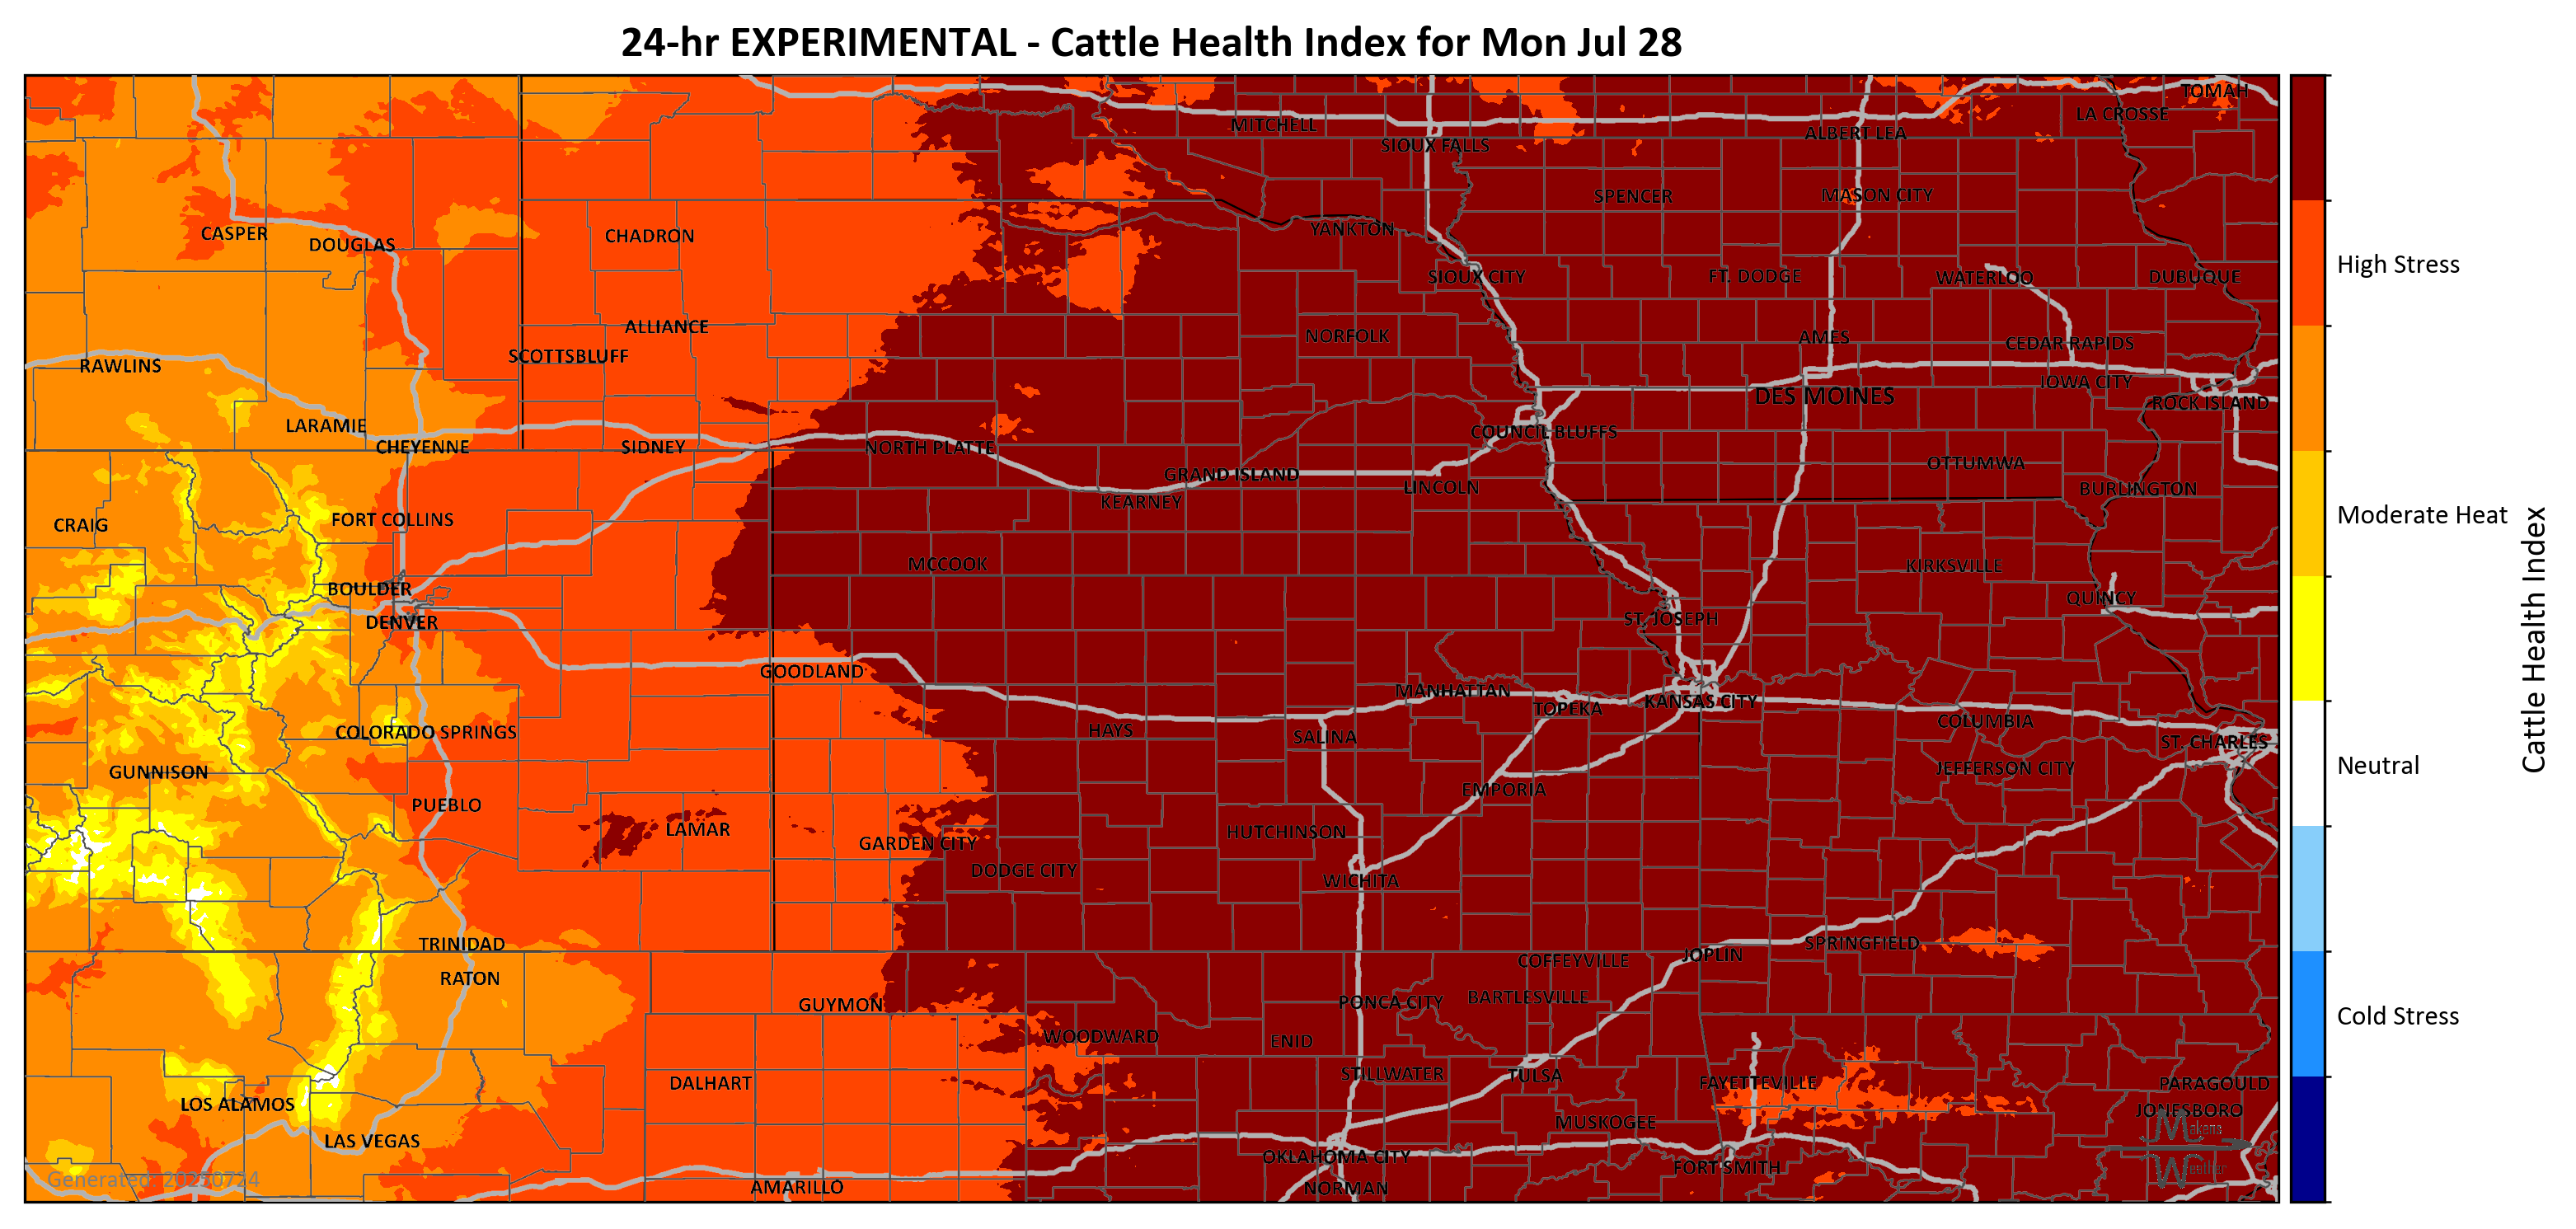 24-hr EXPERIMENTAL - Cattle Health Index for Mon Jul 28
TOMAH
LA CROSSE
MITCHELL
ALBERT LEA
SIOUX FALLS
SPENCER
MASON CITY
CASPER
DOUGLAS
CHADRON
YANKTON
High Stress
SIOUX CITY
FT. DODGE
WATERLOO
DUBUQUE
ALLIANCE
NORFOLK
AMES
CEDAR RAPIDS
SCOTTSBLUFF
RAWLINS
IOWA CITY
DES MOINES
ROCK ISLAND
LARAMIE
COUNCIL BLUFFS
CHEYENNE
SIDNEY
NORTH PLATTE
OTTUMWA
GRAND ISLAND
LINCOLN
BURLINGTON
KEARNEY
Moderate Heat
CRAIG
FORT COLLINS
MCCOOK
KIRKSVILLE
BOULDER
QUINCY
DENVER
ST. JOSEPH
Cattle Health Index
GOODLAND
MANHATTAN
KANSAS CITY
TOPEKA
COLUMBIA
COLORADO SPRINGS
HAYS
SALINA
ST. CHARLES
GUNNISON
JEFFERSON CITY
Neutral
EMPORIA
PUEBLO
LAMAR
HUTCHINSON
GARDEN CITY
DODGE CITY
WICHITA
TRINIDAD
SPRINGFIELD
JOPLIN
COFFEYVILLE
RATON
BARTLESVILLE
PONCA CITY
GUYMON
Cold Stress
WOODWARD
ENID
STILLWATER
TULSA
DALHART
FAYETTEVILLE
PARAGOULD
LOS ALAMOS
JONESBORO
MUSKOGEE
Makens
LAS VEGAS
OKLAHOMA CITY
FORT SMITH
Weather
Generated: 20250724
AMARILLO
NORMAN